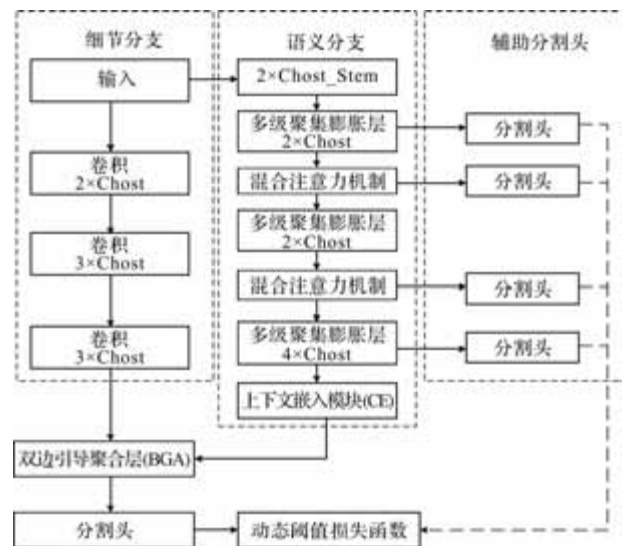 细节分支
语义分支
辅助分割头
输入
2×Chost_Stem
多级聚集膨胀层
2×Chost
分割头
卷积
2×Chost
混合注意力机制
分割头
多级聚集膨胀层
2×Chost
卷积
3×Chost
混合注意力机制
分割头
卷积
3×Chost
多级聚集膨胀层
4×Chost
分割头
上下文嵌入模块(CE)
双边引导聚合层(BGA)
分割头
动态阈值损失函数